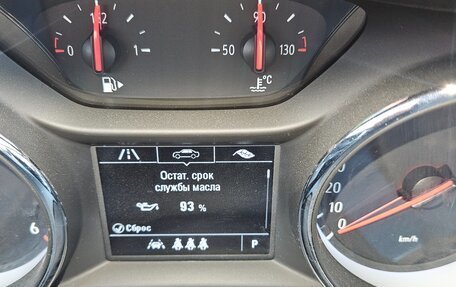 0 1/2 1
50 90 130
°C
Остат. срок
службы масла
93 %
Сброс
P
6
20
10
0
km/h